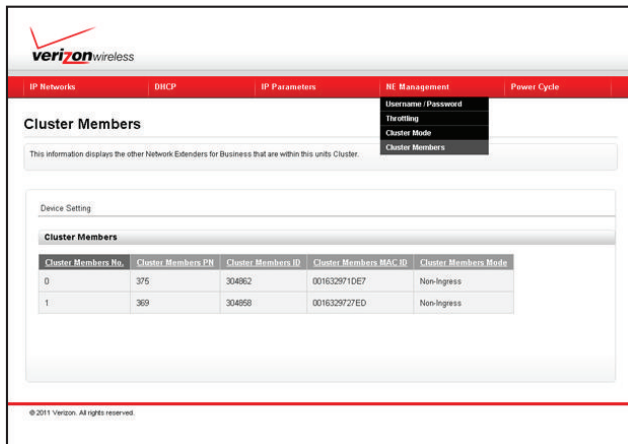 verizonwireless
IP Networks DHCP IP Parameters NE Management Power Cycle
Username / Password
Throttling
Cluster Mode
Cluster Members
Cluster Members
This information displays the other Network Extenders for Business that are within this units Cluster.
Device Setting
Cluster Members
Cluster Members No. Cluster Members PN Cluster Members ID Cluster Members MAC ID Cluster Members Mode
0 375 304862 001632971DE7 Non-Ingress
1 369 304858 0016329727ED Non-Ingress
© 2011 Verizon. All rights reserved.